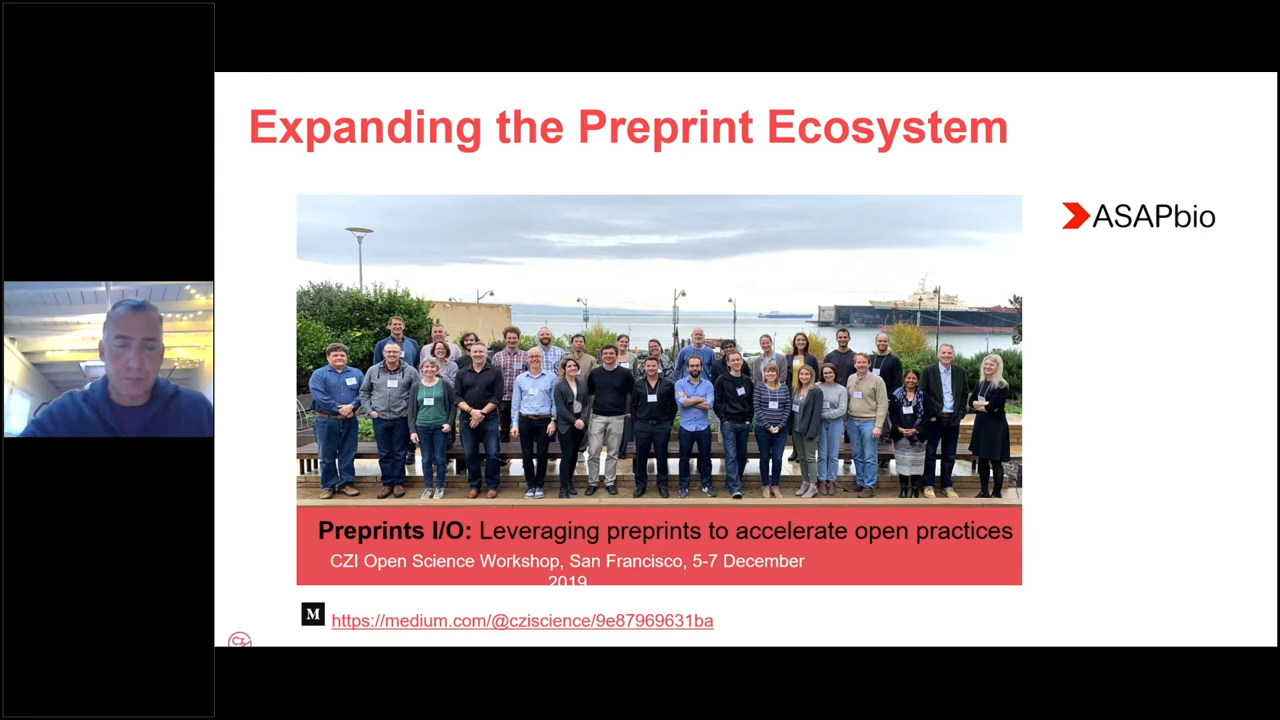 Expanding the Preprint Ecosystem
ASAPbio
Preprints I/O: Leveraging preprints to accelerate open practices
CZI Open Science Workshop, San Francisco, 5-7 December
2019
M
https://medium.com/@cziscience/9e87969631ba
CZ